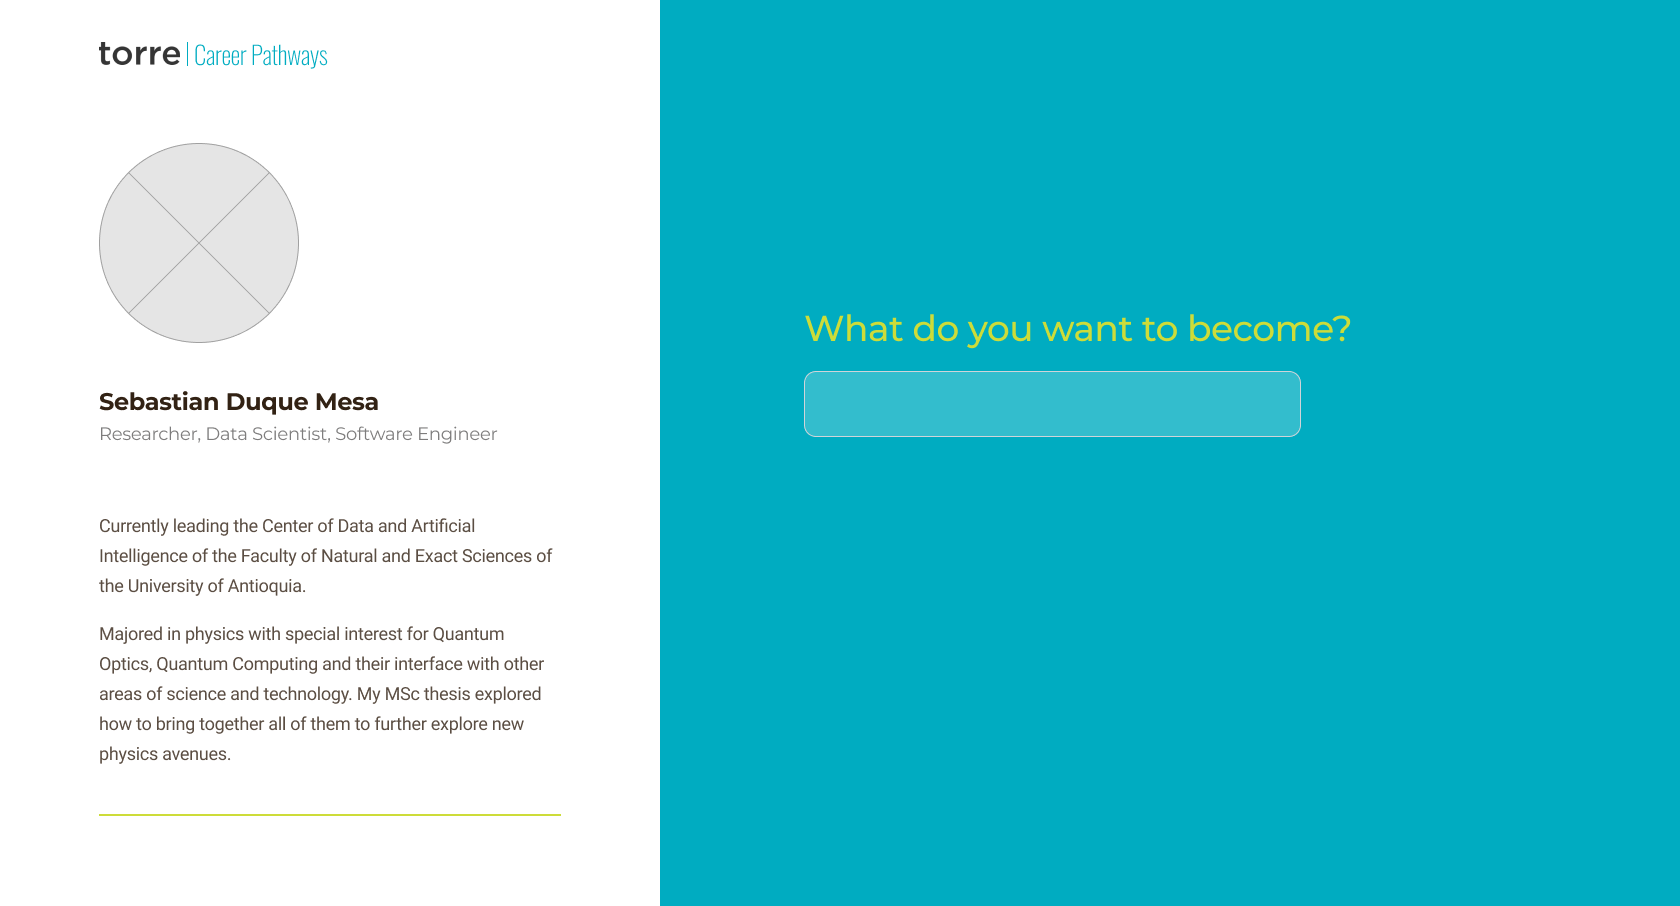 torre | Career Pathways
Sebastian Duque Mesa
Researcher, Data Scientist, Software Engineer
Currently leading the Center of Data and Artificial
Intelligence of the Faculty of Natural and Exact Sciences of
the University of Antioquia.
Majored in physics with special interest for Quantum
Optics, Quantum Computing and their interface with other
areas of science and technology. My MSc thesis explored
how to bring together all of them to further explore new
physics avenues.
What do you want to become?